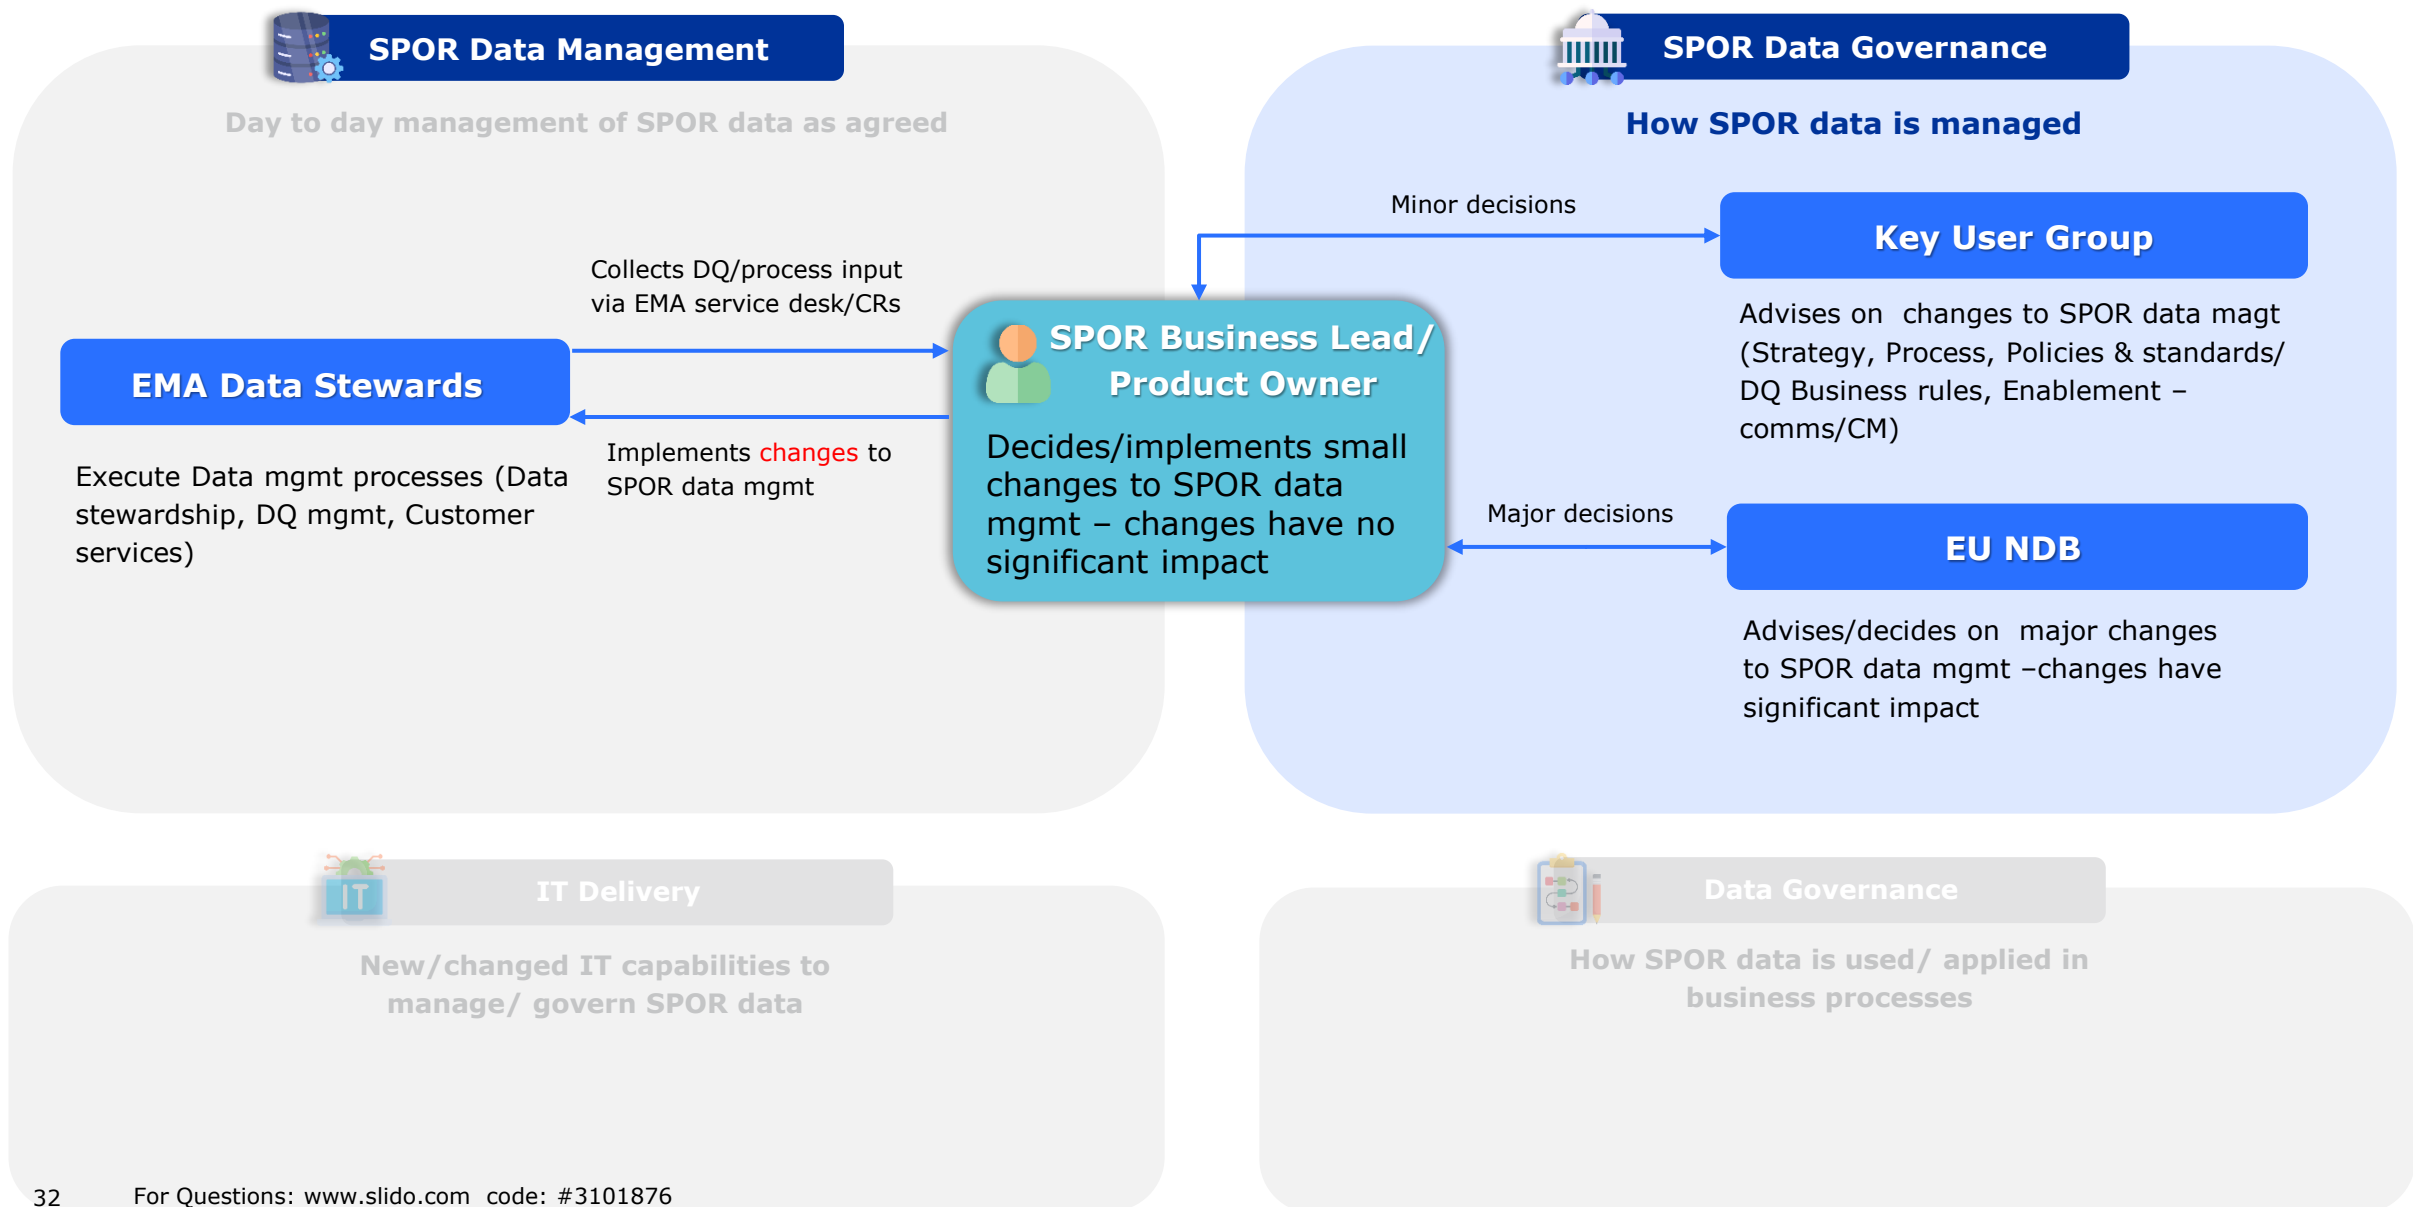 SPOR Data Management
Day to day management of SPOR data as agreed
Collects DQ/process input
via EMA service desk/CRs
EMA Data Stewards
Implements changes to
SPOR data mgmt
Execute Data mgmt processes (Data
stewardship, DQ mgmt, Customer
services)
SPOR Business Lead/
Product Owner
Decides/implements small
changes to SPOR data
mgmt – changes have no
significant impact
SPOR Data Governance
How SPOR data is managed
Minor decisions
Key User Group
Advises on  changes to SPOR data magt
(Strategy, Process, Policies & standards/
DQ Business rules, Enablement –
comms/CM)
Major decisions
EU NDB
Advises/decides on  major changes
to SPOR data mgmt –changes have
significant impact
IT
IT Delivery
New/changed IT capabilities to
manage/ govern SPOR data
Data Governance
How SPOR data is used/ applied in
business processes
32
For Questions: www.slido.com  code: #3101876